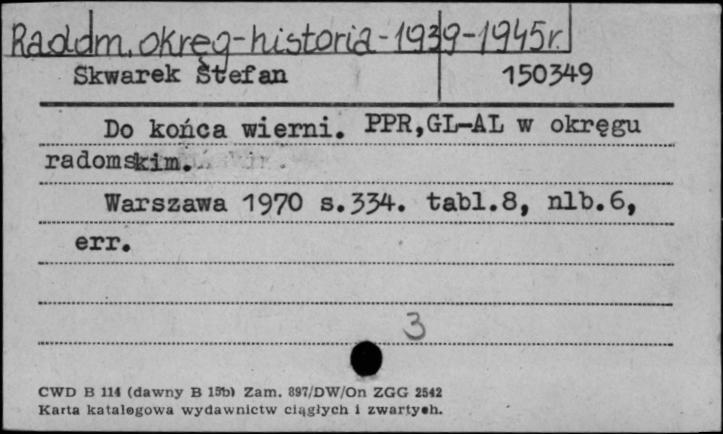 Radom, okręg-historia-1939-1945r.
Skwarek Stefan 150349
Do końca wierni. PPR,GL-AL w okręgu
radomskim.
Warszawa 1970 s.334. tabl.8, nlb.6,
err.
3
CWD B 114 (dawny B 15b) Zam. 897/DW/On ZGG 2542
Karta katalogowa wydawnictw ciągłych i zwartych.